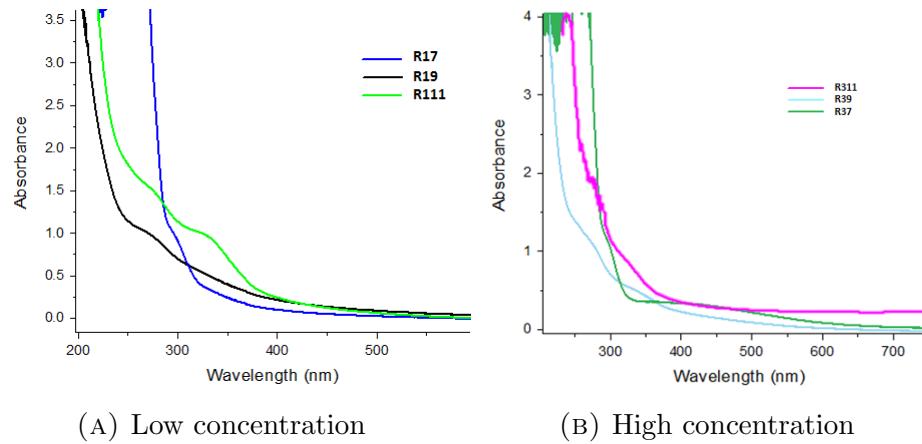 3.5
3.0
2.5
2.0
1.5
1.0
0.5
0.0
Absorbance
200 300 400 500
Wavelength (nm)
R17
R19
R111
(A) Low concentration
4
3
2
1
0
Absorbance
300 400 500 600 700
Wavelength (nm)
R311
R39
R37
(B) High concentration